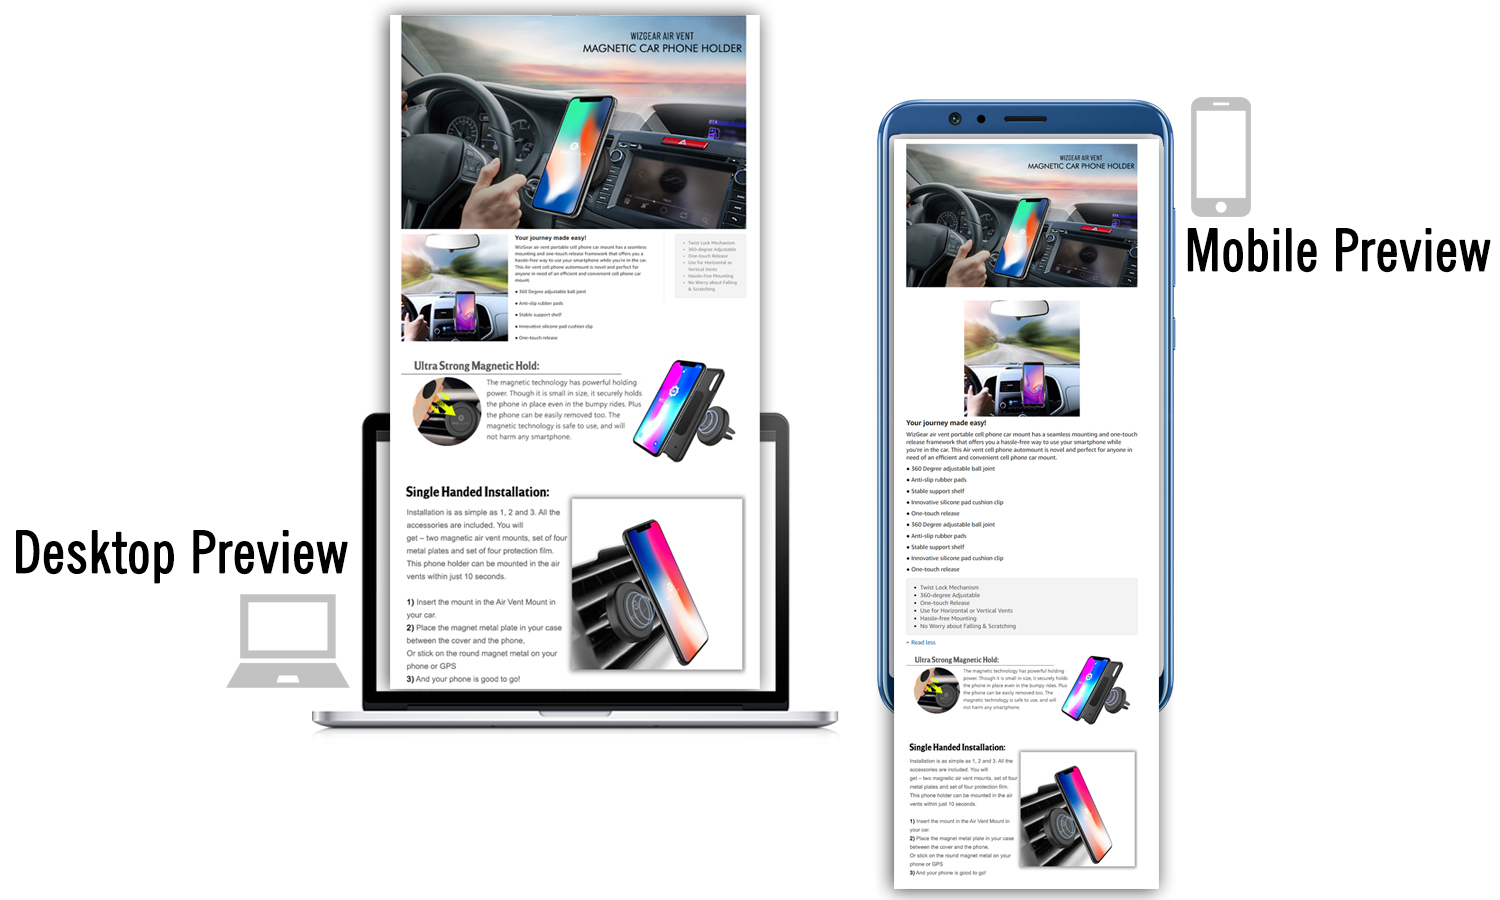 WIZGEAR AIR VENT
MAGNETIC CAR PHONE HOLDER
Your journey made easy!
WizGear air vent portable cell phone car mount has a seamless
mounting and one-touch release framework that offers you a
hassle-free way to use your smartphone while you're in the car.
This Air vent cell phone automount is novel and perfect for
anyone in need of an efficient and convenient cell phone car
mount.
● 360 Degree adjustable ball joint
● Anti-slip rubber pads
● Stable support shelf
● Innovative silicone pad cushion clip
● One-touch release
• Twist Lock Mechanism
• 360-degree Adjustable
• One-touch Release
• Use for Horizontal or
Vertical Vents
• Hassle-free Mounting
• No Worry about Falling
& Scratching
Ultra Strong Magnetic Hold:
The magnetic technology has powerful holding
power. Though it is small in size, it securely holds
the phone in place even in the bumpy rides. Plus
the phone can be easily removed too. The
magnetic technology is safe to use, and will
not harm any smartphone.
Single Handed Installation:
Installation is as simple as 1, 2 and 3. All the
accessories are included. You will
get – two magnetic air vent mounts, set of four
metal plates and set of four protection film.
This phone holder can be mounted in the air
vents within just 10 seconds.
1) Insert the mount in the Air Vent Mount in
your car.
2) Place the magnet metal plate in your case
between the cover and the phone,
Or stick on the round magnet metal on your
phone or GPS
3) And your phone is good to go!
Desktop Preview
Mobile Preview
WIZGEAR AIR VENT
MAGNETIC CAR PHONE HOLDER
Your journey made easy!
WizGear air vent portable cell phone car mount has a seamless mounting and one-touch
release framework that offers you a hassle-free way to use your smartphone while
you're in the car. This Air vent cell phone automount is novel and perfect for anyone in
need of an efficient and convenient cell phone car mount.
● 360 Degree adjustable ball joint
● Anti-slip rubber pads
● Stable support shelf
● Innovative silicone pad cushion clip
● One-touch release
● 360 Degree adjustable ball joint
● Anti-slip rubber pads
● Stable support shelf
● Innovative silicone pad cushion clip
● One-touch release
• Twist Lock Mechanism
• 360-degree Adjustable
• One-touch Release
• Use for Horizontal or Vertical Vents
• Hassle-free Mounting
• No Worry about Falling & Scratching
Read less
Ultra Strong Magnetic Hold:
The magnetic technology has powerful holding
power. Though it is small in size, it securely holds
the phone in place even in the bumpy rides. Plus
the phone can be easily removed too. The
magnetic technology is safe to use, and will
not harm any smartphone.
Single Handed Installation:
Installation is as simple as 1, 2 and 3. All the
accessories are included. You will
get – two magnetic air vent mounts, set of four
metal plates and set of four protection film.
This phone holder can be mounted in the air
vents within just 10 seconds.
1) Insert the mount in the Air Vent Mount in
your car.
2) Place the magnet metal plate in your case
between the cover and the phone,
Or stick on the round magnet metal on your
phone or GPS
3) And your phone is good to go!